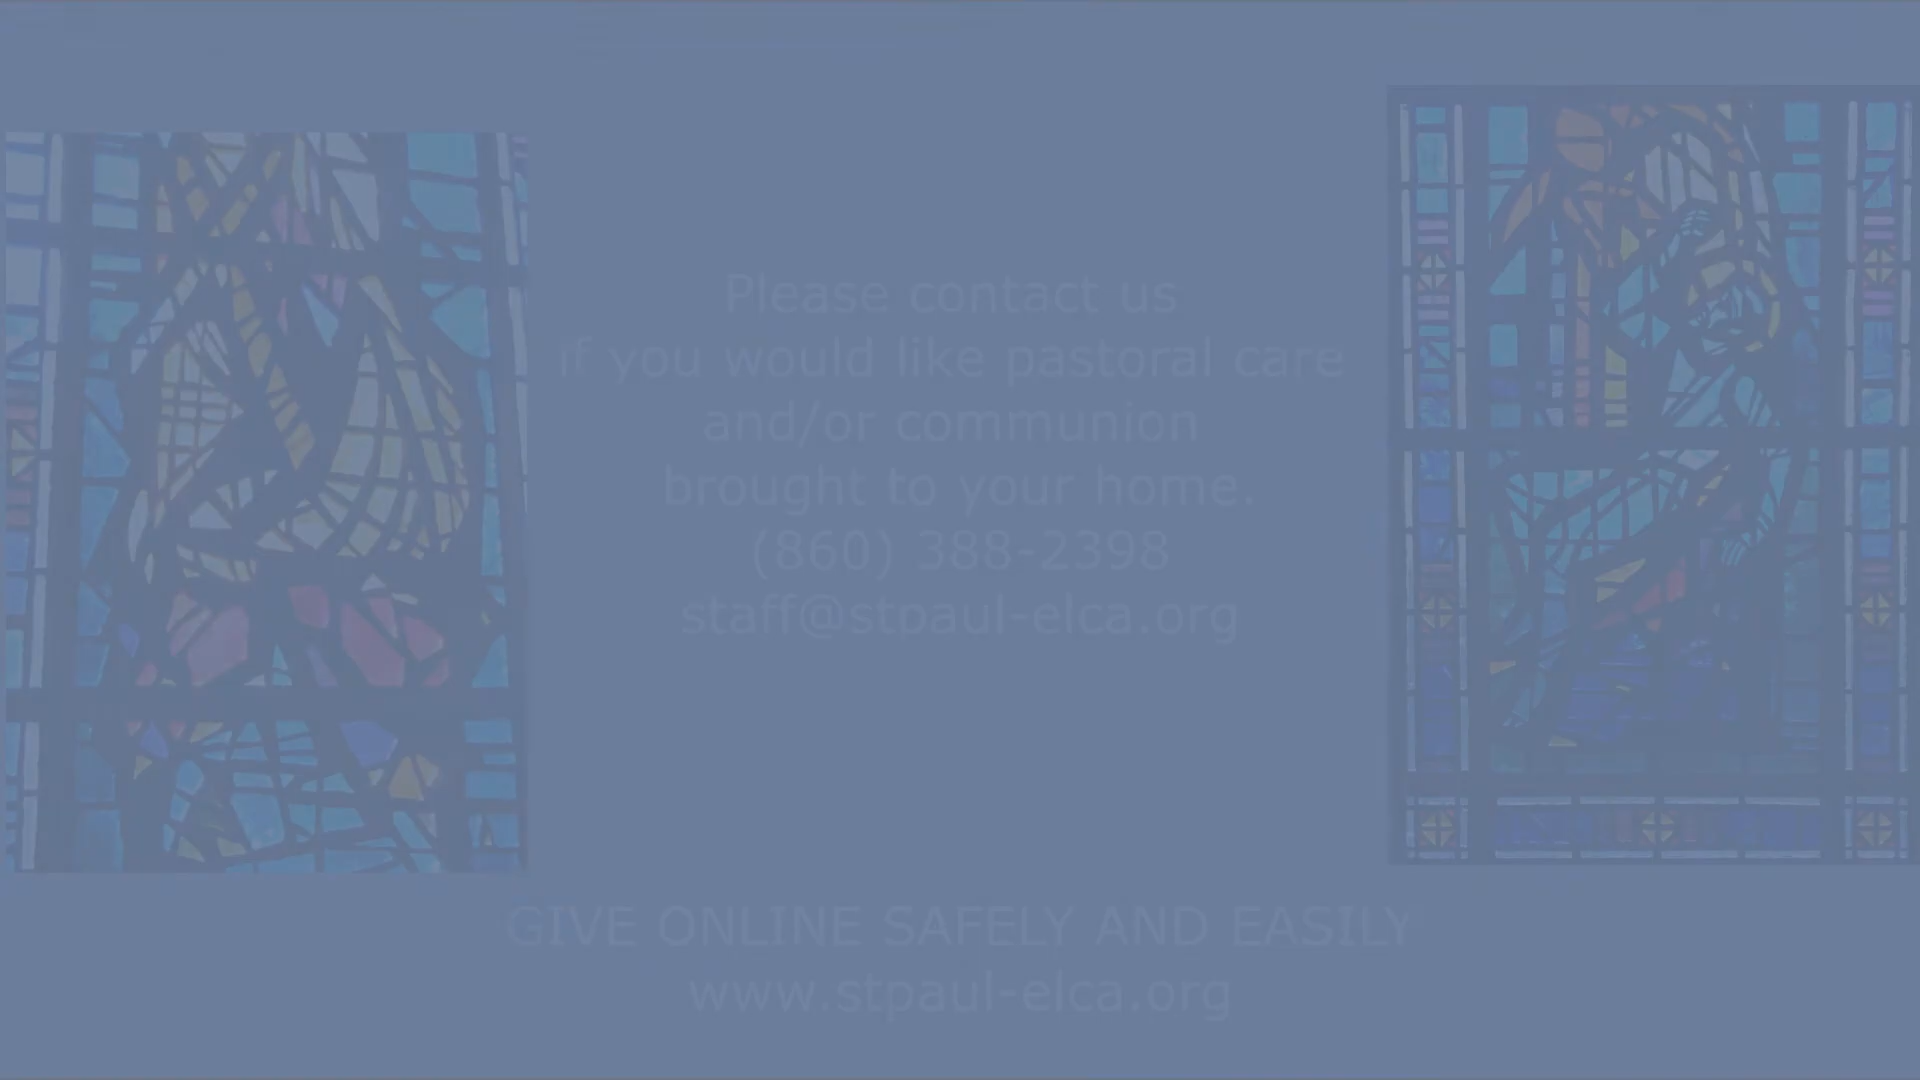 Please contact us
if you would like pastoral care
and/or communion
brought to your home.
(860) 388-2398
staff@stpaul-elca.org
GIVE ONLINE SAFELY AND EASILY
www.stpaul-elca.org